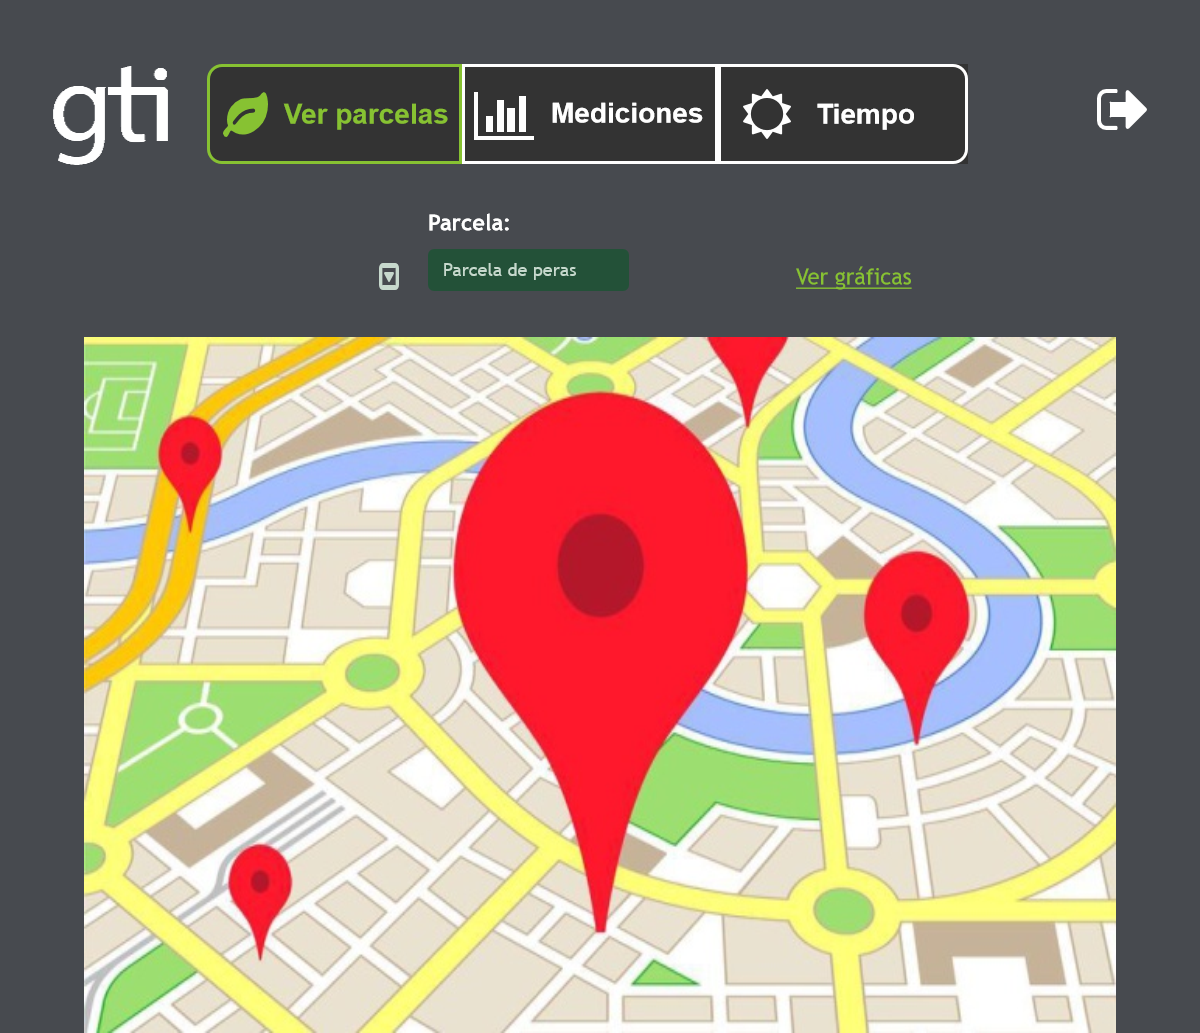 gti
Ver parcelas
Mediciones
Tiempo
Parcela:
Parcela de peras
Ver gráficas